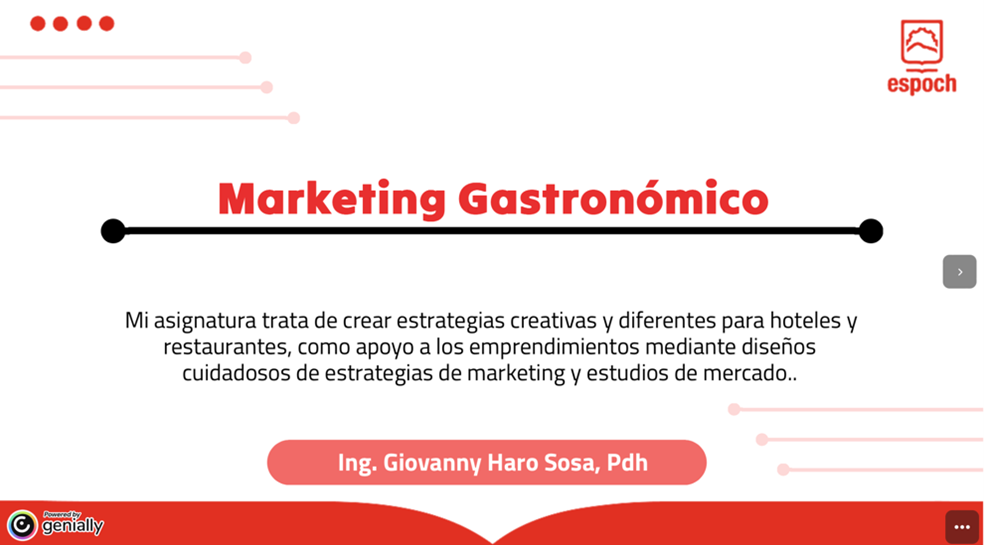 espoch
Marketing Gastronómico
Mi asignatura trata de crear estrategias creativas y diferentes para hoteles y
restaurantes, como apoyo a los emprendimientos mediante diseños
cuidadosos de estrategias de marketing y estudios de mercado..
Ing. Giovanny Haro Sosa, Pdh
Powered by
genially